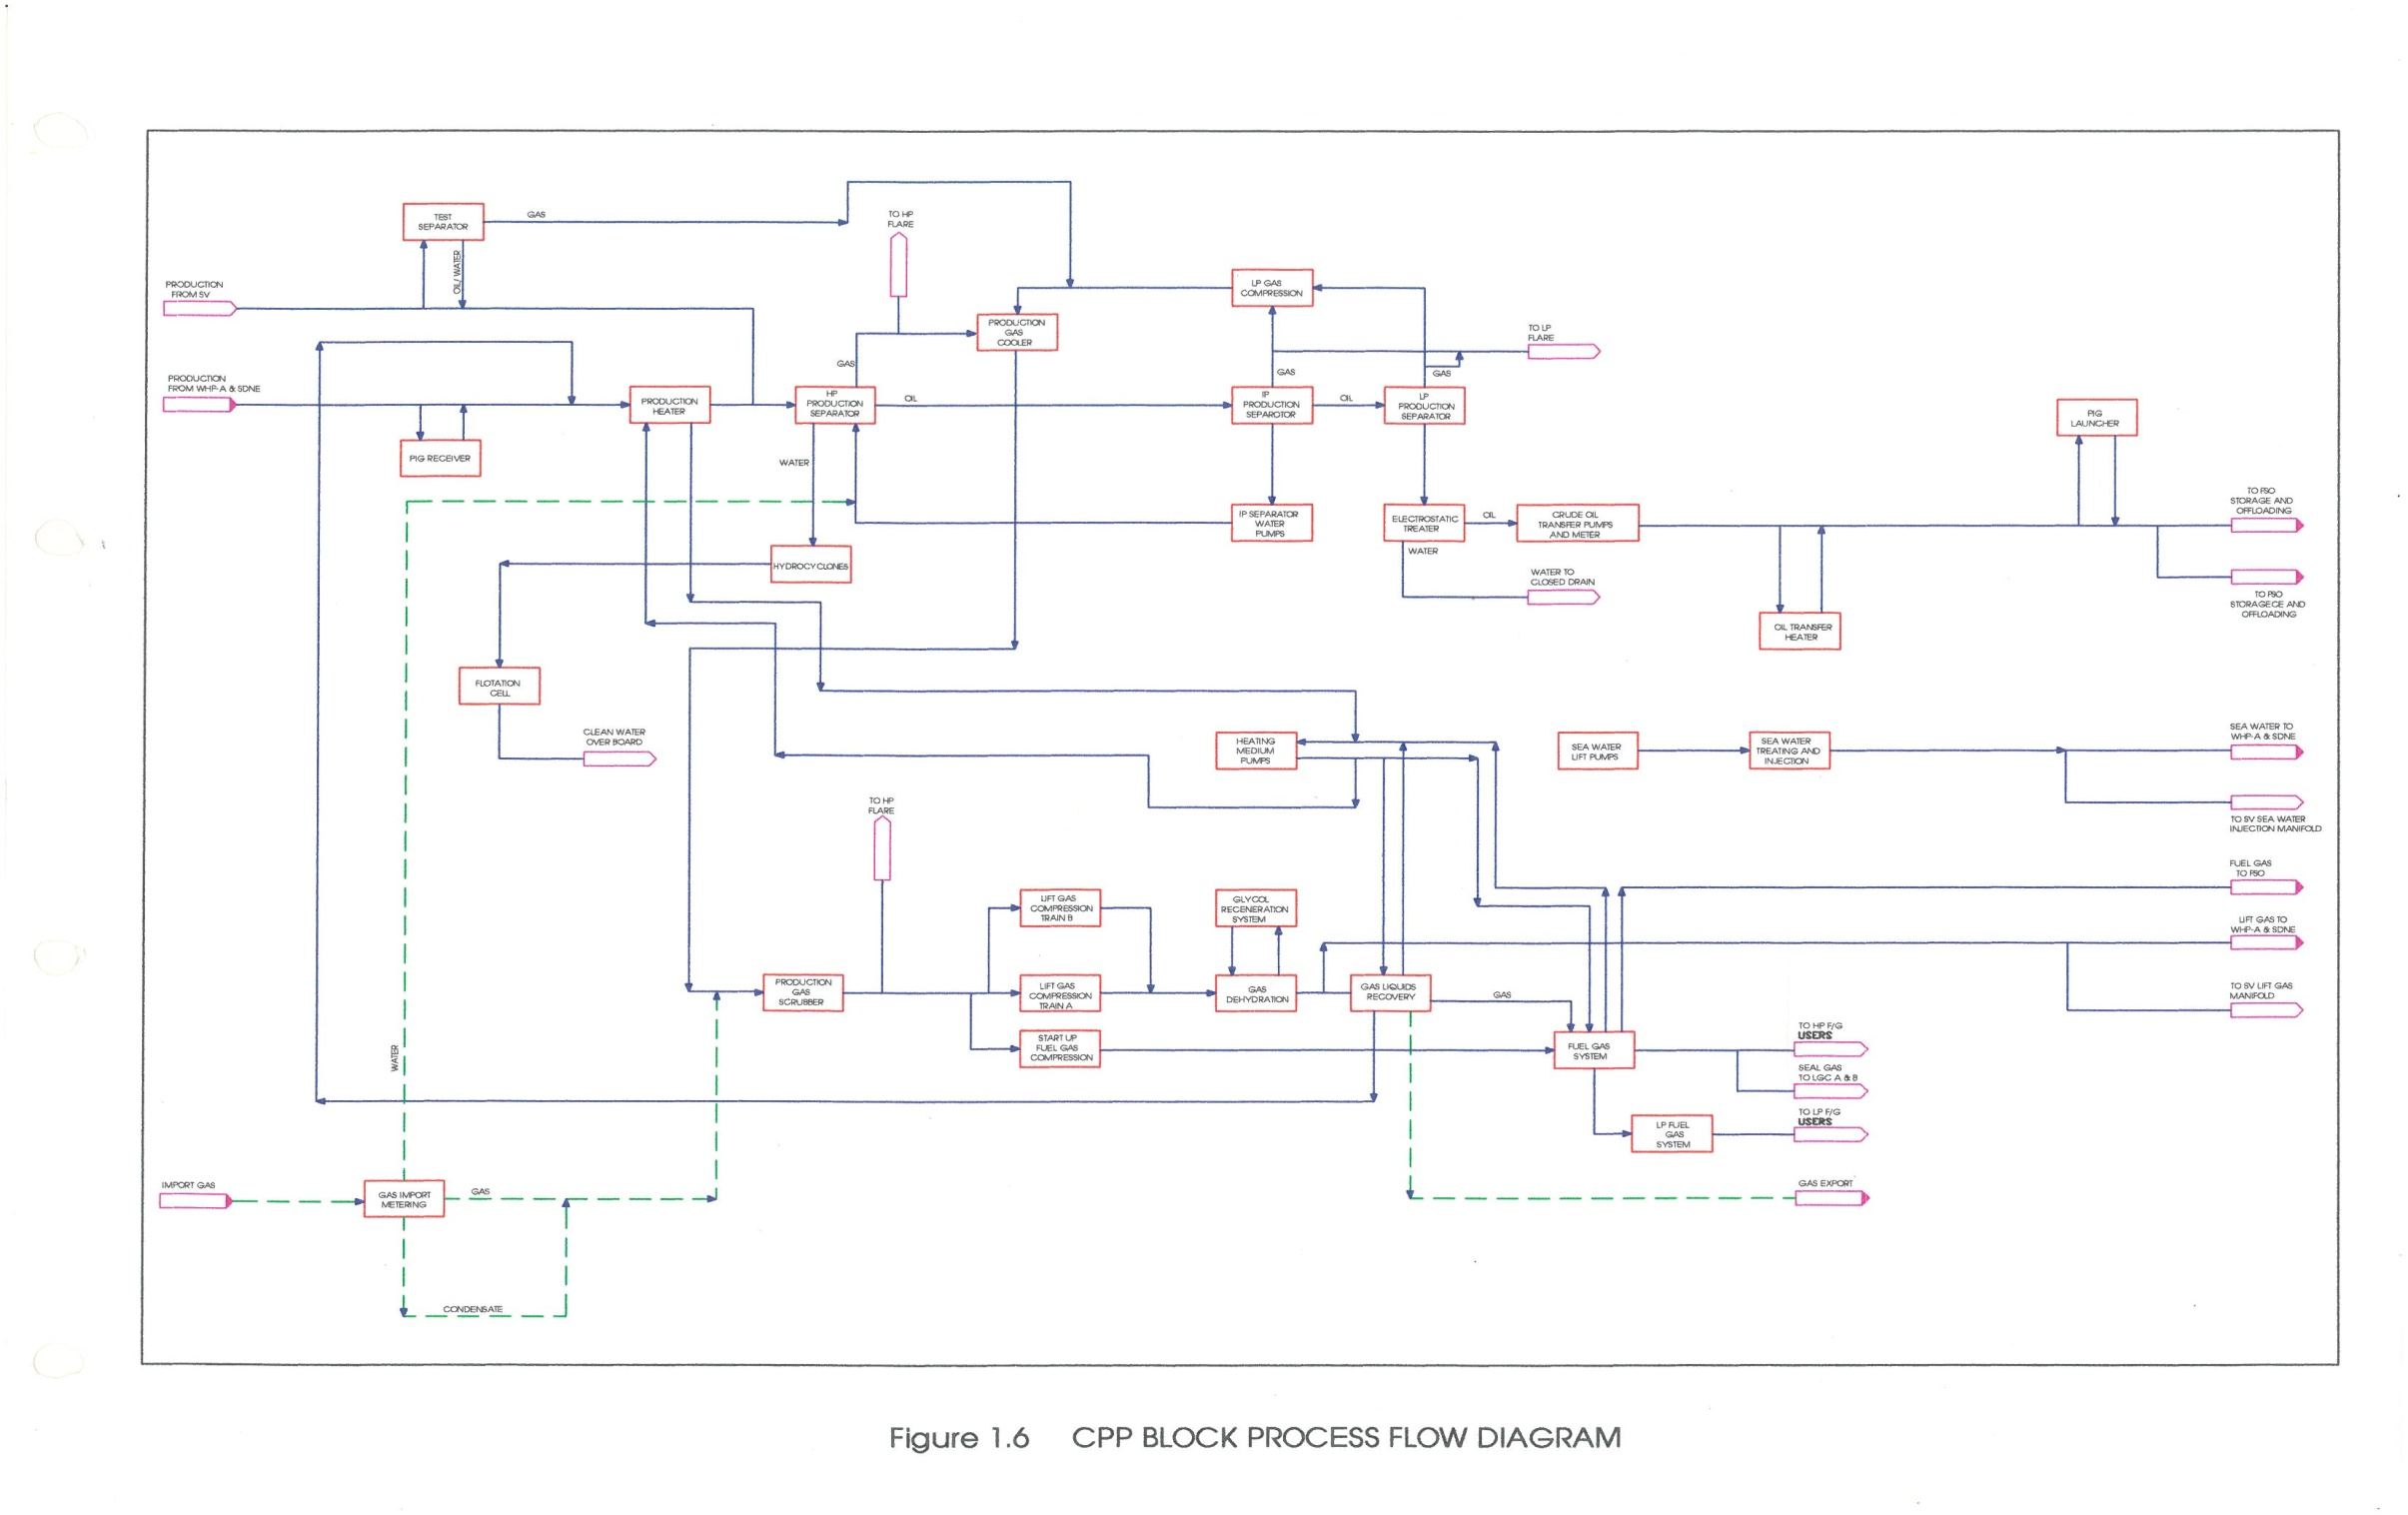 TO HP
FLARE
TEST
SEPARATOR
GAS
OIL/ WATER
PRODUCTION
FROM SV
LP GAS
COMPRESSION
PRODUCTION
GAS
COOLER
TO LP
FLARE
GAS
GAS
GAS
PRODUCTION
FROM WHP-A & SDNE
PRODUCTION
HEATER
HP
PRODUCTION
SEPARATOR
OIL
IP
PRODUCTION
SEPAROTOR
OIL
LP
PRODUCTION
SEPARATOR
PIG
LAUNCHER
PIG RECEIVER
WATER
IP SEPARATOR
WATER
PUMPS
ELECTROSTATIC
TREATER
OIL
CRUDE OIL
TRANSFER PUMPS
AND METER
TO FSO
STORAGE AND
OFFLOADING
WATER
HYDROCYCLONES
WATER TO
CLOSED DRAIN
TO FSO
STORAGECE AND
OFFLOADING
OIL TRANSFER
HEATER
FLOTATION
CELL
CLEAN WATER
OVER BOARD
HEATING
MEDIUM
PUMPS
SEA WATER
LIFT PUMPS
SEA WATER
TREATING AND
INJECTION
SEA WATER TO
WHP-A & SDNE
TO HP
FLARE
TO SV SEA WATER
INJECTION MANIFOLD
FUEL GAS
TO FSO
LIFT GAS
COMPRESSION
TRAIN B
GLYCOL
RECENERATION
SYSTEM
LIFT GAS TO
WHP-A & SDNE
PRODUCTION
GAS
SCRUBBER
LIFT GAS
COMPRESSION
TRAIN A
GAS
DEHYDRATION
GAS LIQUIDS
RECOVERY
GAS
TO SV LIFT GAS
MANIFOLD
START UP
FUEL GAS
COMPRESSION
FUEL GAS
SYSTEM
TO HP F/G
USERS
WATER
SEAL GAS
TO LGC A & B
LP FUEL
GAS
SYSTEM
TO LP F/G
USERS
IMPORT GAS
GAS IMPORT
METERING
GAS
GAS EXPORT
CONDENSATE
Figure 1.6 CPP BLOCK PROCESS FLOW DIAGRAM